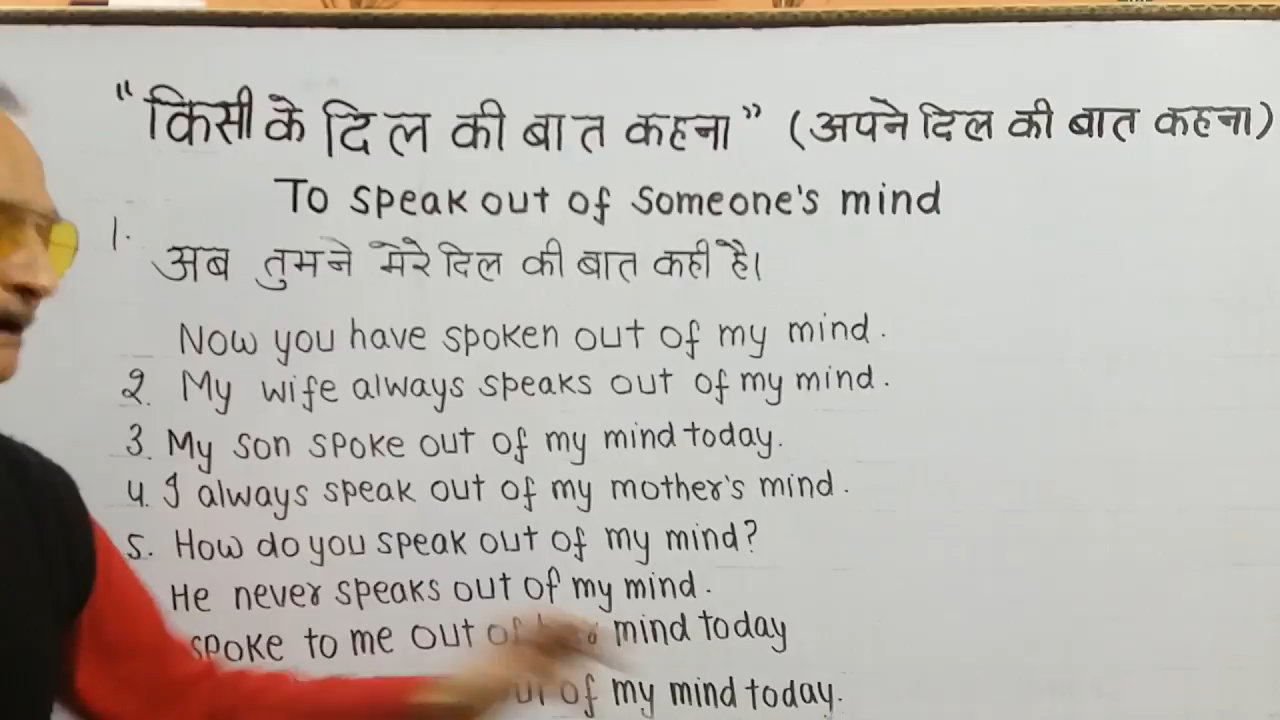 "किसी के दिल की बात कहना" (अपने दिल की बात कहना)
To speak out of someone's mind
1. अब तुमने मेरे दिल की बात कही है।
Now you have spoken out of my mind.
2. My wife always speaks out of my mind.
3. My son spoke out of my mind today.
4. I always speak out of my mother's mind.
5. How do you speak out of my mind?
He never speaks out of my mind.
spoke to me out of mind today
of my mind today.